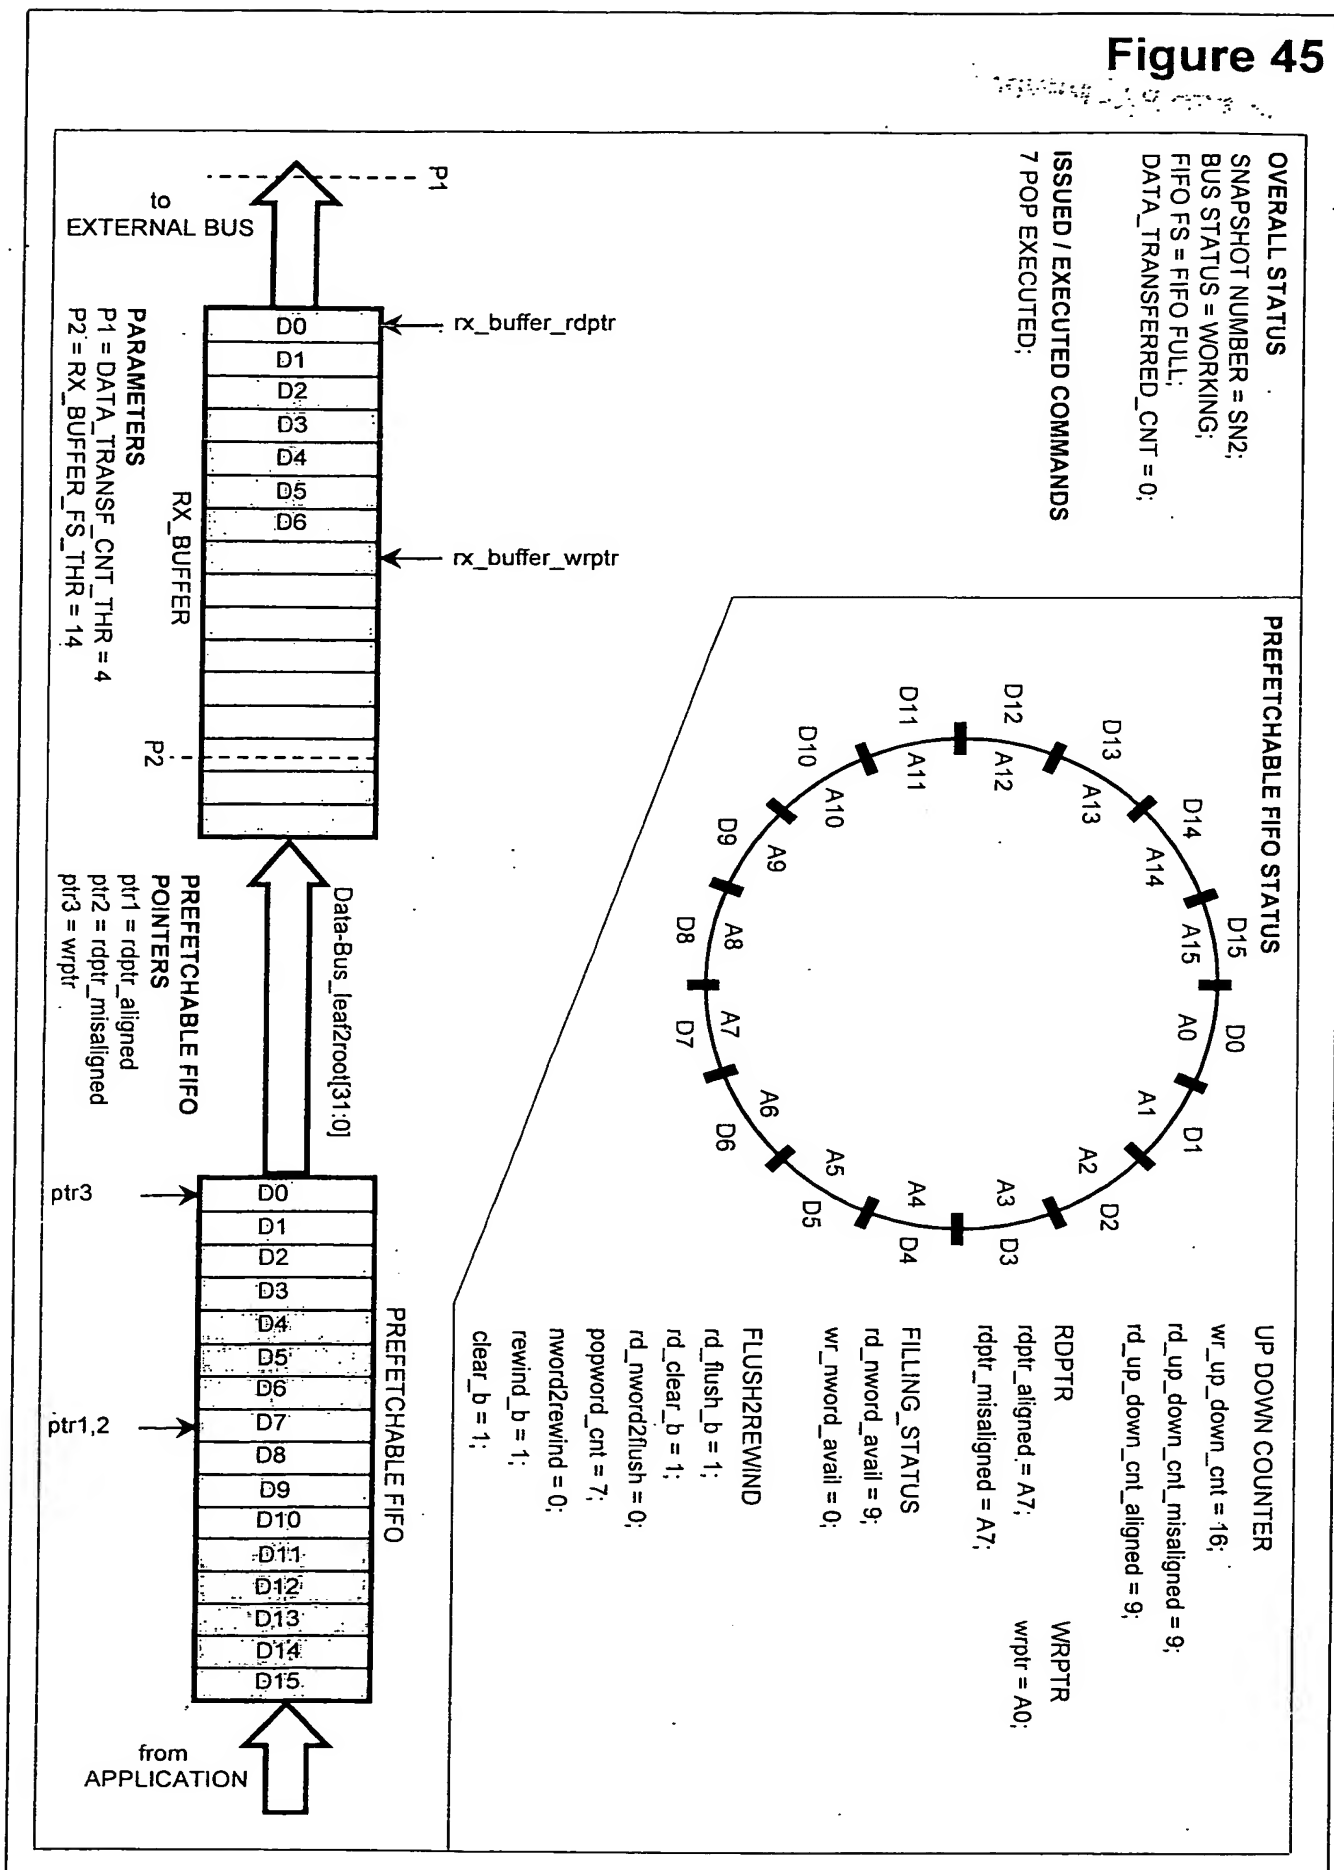 Figure 45
OVERALL STATUS
SNAPSHOT NUMBER = SN2;
BUS STATUS = WORKING;
FIFO FS = FIFO FULL;
DATA_TRANSFERRED_CNT = 0;
ISSUED / EXECUTED COMMANDS
7 POP EXECUTED;
PREFETCHABLE FIFO STATUS
D0
D1
D2
D3
D4
D5
D6
D7
D8
D9
D10
D11
D12
D13
D14
D15
A0
A1
A2
A3
A4
A5
A6
A7
A8
A9
A10
A11
A12
A13
A14
A15
UP DOWN COUNTER
wr_up_down_cnt = 16;
rd_up_down_cnt_misaligned = 9;
rd_up_down_cnt_aligned = 9;
RDPTR
rdptr_aligned = A7;
rdptr_misaligned = A7;
WRPTR
wrptr = A0;
FILLING_STATUS
rd_nword_avail = 9;
wr_nword_avail = 0;
FLUSH2REWIND
rd_flush_b = 1;
rd_clear_b = 1;
rd_nword2flush = 0;
popword_cnt = 7;
nword2rewind = 0;
rewind_b = 1;
clear_b = 1;
P1
to
EXTERNAL BUS
D0
D1
D2
D3
D4
D5
D6
rx_buffer_rdptr
rx_buffer_wrptr
RX_BUFFER
P2
PARAMETERS
P1 = DATA_TRANSF_CNT_THR = 4
P2 = RX_BUFFER_FS_THR = 14
Data-Bus_leaf2root[31:0]
PREFETCHABLE FIFO
POINTERS
ptr1 = rdptr_aligned
ptr2 = rdptr_misaligned
ptr3 = wrptr
ptr3
ptr1,2
D0
D1
D2
D3
D4
D5
D6
D7
D8
D9
D10
D11
D12
D13
D14
D15
PREFETCHABLE FIFO
from
APPLICATION